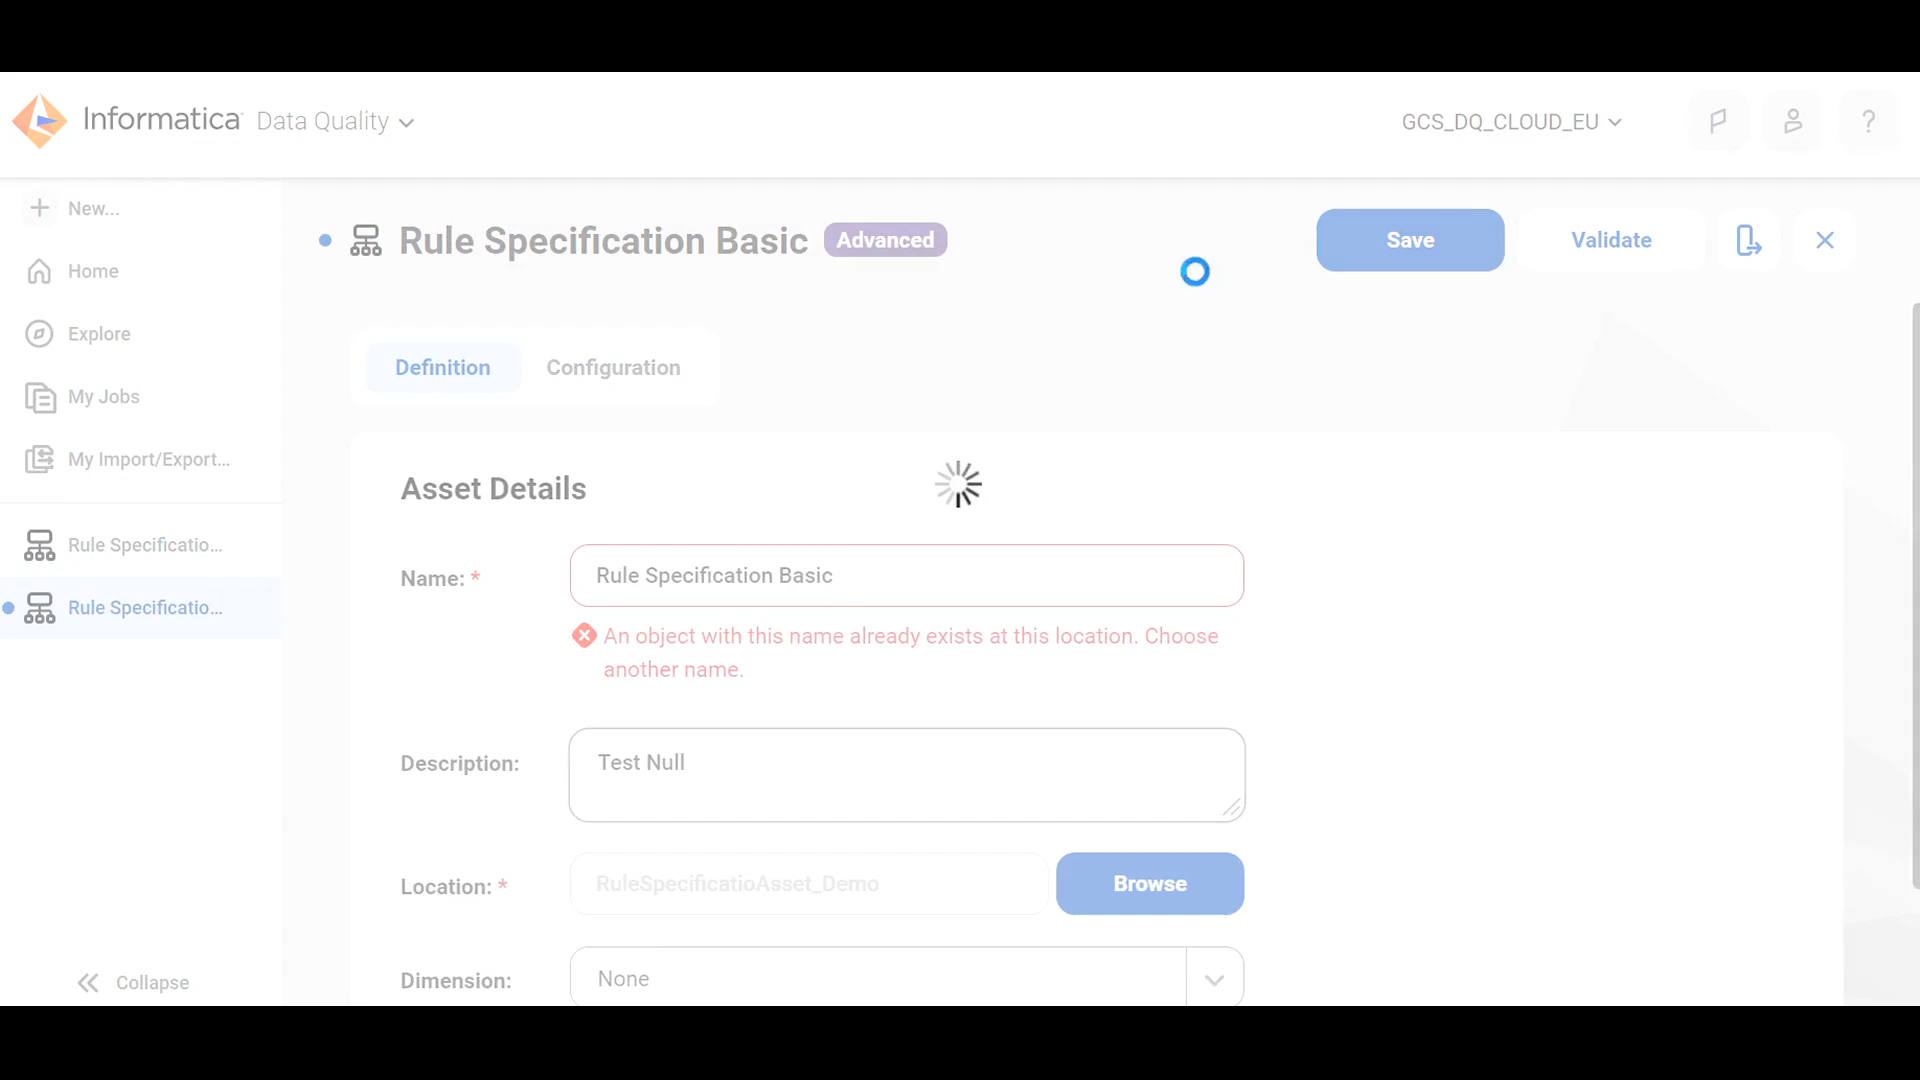 Informatica Data Quality
GCS_DQ_CLOUD_EU
?
New...
Home
Explore
My Jobs
My Import/Export...
Rule Specificatio...
Rule Specificatio...
Collapse
Rule Specification Basic Advanced
Save Validate
Definition Configuration
Asset Details
Name: * Rule Specification Basic
An object with this name already exists at this location. Choose
another name.
Description: Test Null
Location: * RuleSpecificatioAsset_Demo Browse
Dimension: None